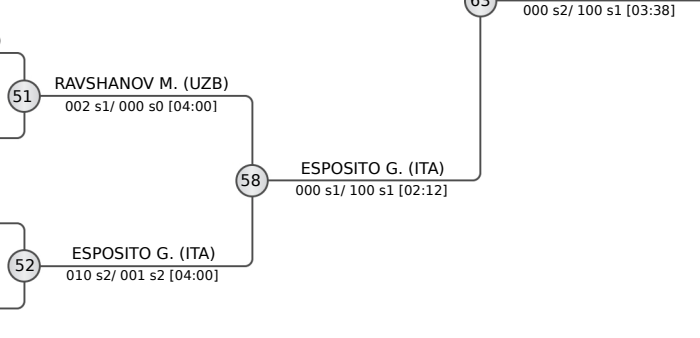 63
000 s2/ 100 s1 [03:38]
RAVSHANOV M. (UZB)
51
002 s1/ 000 s0 [04:00]
ESPOSITO G. (ITA)
58
000 s1/ 100 s1 [02:12]
ESPOSITO G. (ITA)
52
010 s2/ 001 s2 [04:00]